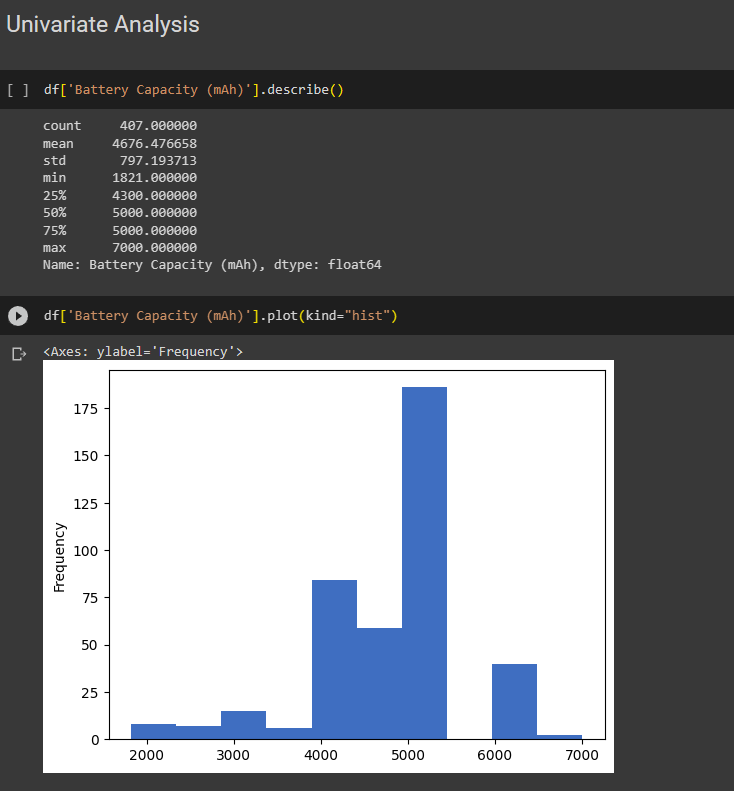 Univariate Analysis
[ ] df['Battery Capacity (mAh)'].describe()
count 407.000000
mean 4676.476658
std 797.193713
min 1821.000000
25% 4300.000000
50% 5000.000000
75% 5000.000000
max 7000.000000
Name: Battery Capacity (mAh), dtype: float64
df['Battery Capacity (mAh)'].plot(kind="hist")
<Axes: ylabel='Frequency'>
175
150
125
100
75
50
25
0
Frequency
2000 3000 4000 5000 6000 7000